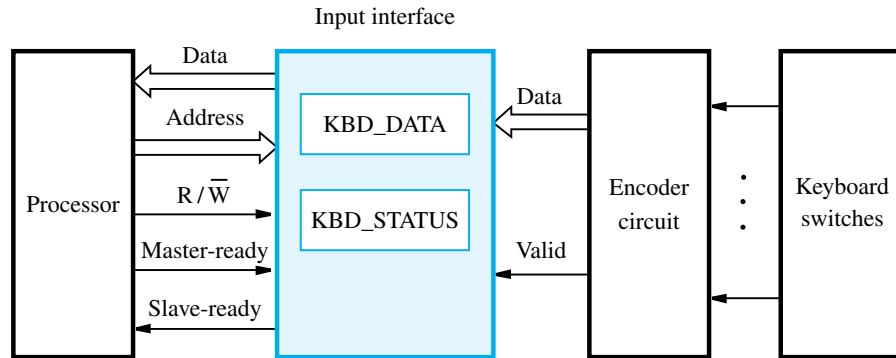 Input interface
Data
Address
Processor
R / W̅
Master-ready
Slave-ready
KBD_DATA
KBD_STATUS
Data
Valid
Encoder
circuit
Keyboard
switches